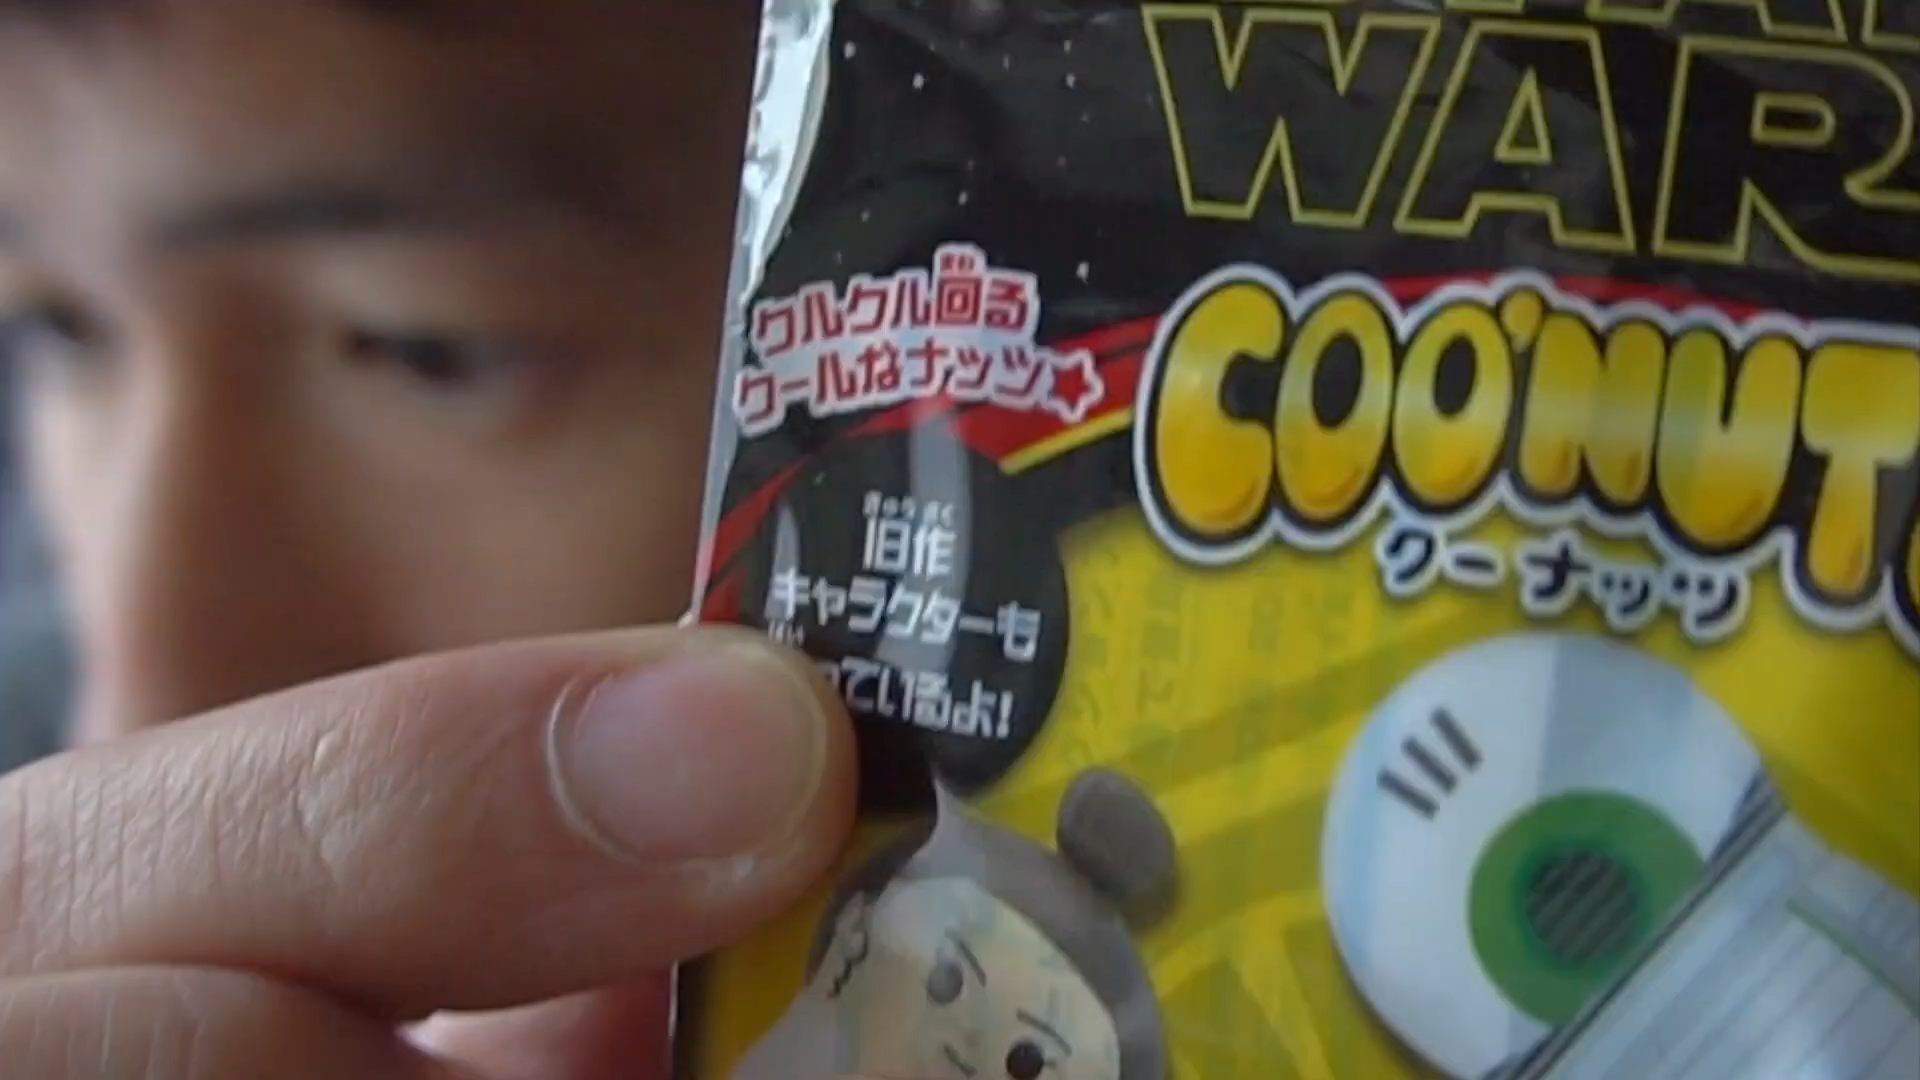 WAR
クルクル回る
クールなナッツ☆
COO'NUT
クーナッツ
旧作
キャラクターも
っているよ!